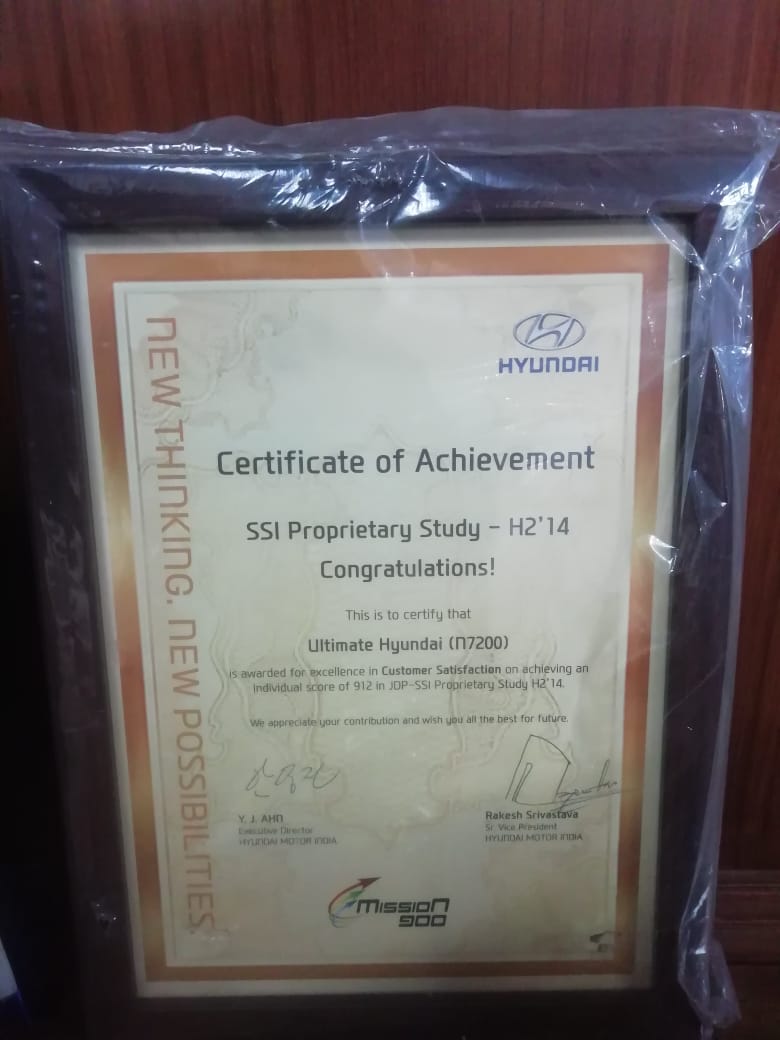 HYUNDAI
NEW THINKING. NEW POSSIBILITIES.
Certificate of Achievement
SSI Proprietary Study - H2'14
Congratulations!
This is to certify that
Ultimate Hyundai (N7200)
is awarded for excellence in Customer Satisfaction on achieving an
individual score of 912 in JDP-SSI Proprietary Study H2'14.
We appreciate your contribution and wish you all the best for future.
안응
Y. J. AHN
Executive Director
HYUNDAI MOTOR INDIA
Rakesh Srivastava
Sr. Vice President
HYUNDAI MOTOR INDIA
MISSION
900